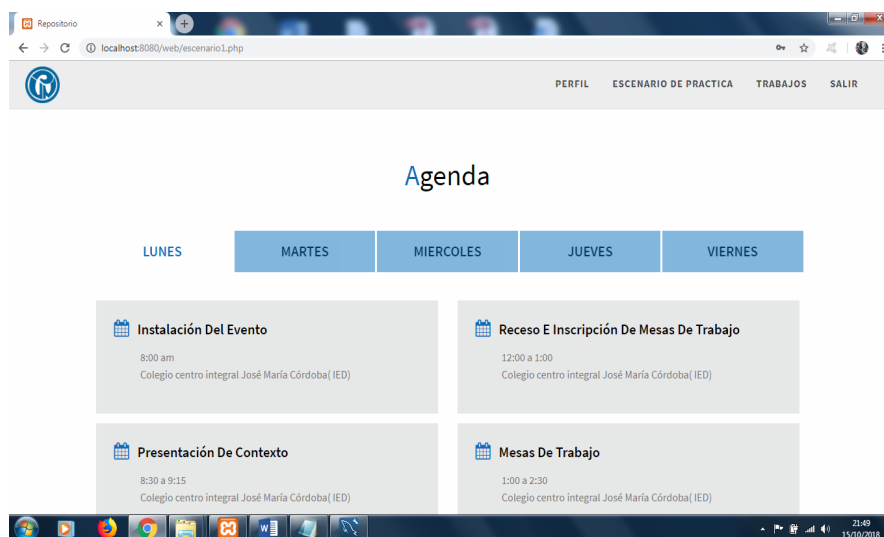 Repositorio
localhost:8080/web/escenario1.php
PERFIL ESCENARIO DE PRACTICA TRABAJOS SALIR
Agenda
LUNES MARTES MIERCOLES JUEVES VIERNES
Instalación Del Evento
8:00 am
Colegio centro integral José María Córdoba( IED)
Receso E Inscripción De Mesas De Trabajo
12:00 a 1:00
Colegio centro integral José María Córdoba( IED)
Presentación De Contexto
8:30 a 9:15
Colegio centro integral José María Córdoba( IED)
Mesas De Trabajo
1:00 a 2:30
Colegio centro integral José María Córdoba( IED)
21:49
15/10/2018